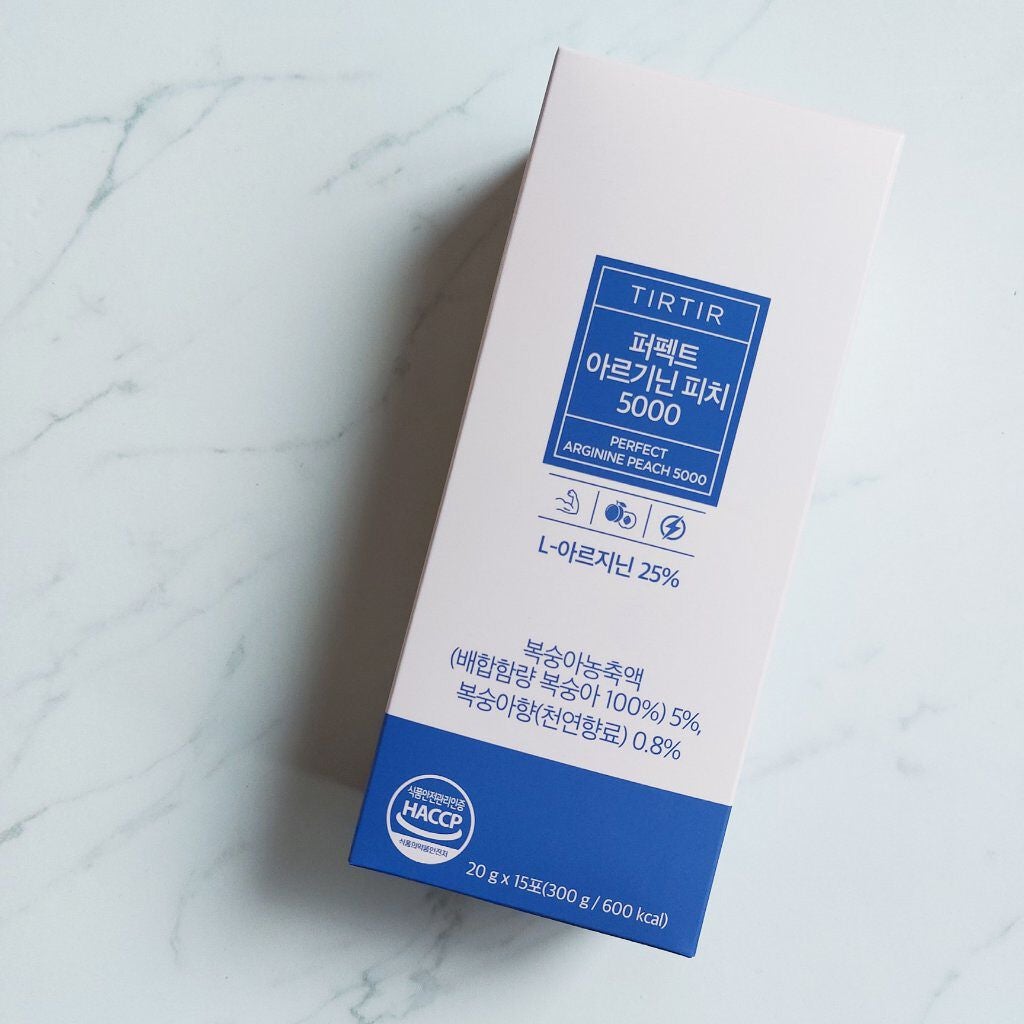 TIRTIR
퍼펙트
아르기닌 피치
5000
PERFECT
ARGININE PEACH 5000
L-아르지닌 25%
복숭아농축액
(배합함량 복숭아 100%) 5%,
복숭아향(천연향료) 0.8%
식품안전관리인증
HACCP
식품의약품안전처
20 g x 15포(300 g / 600 kcal)